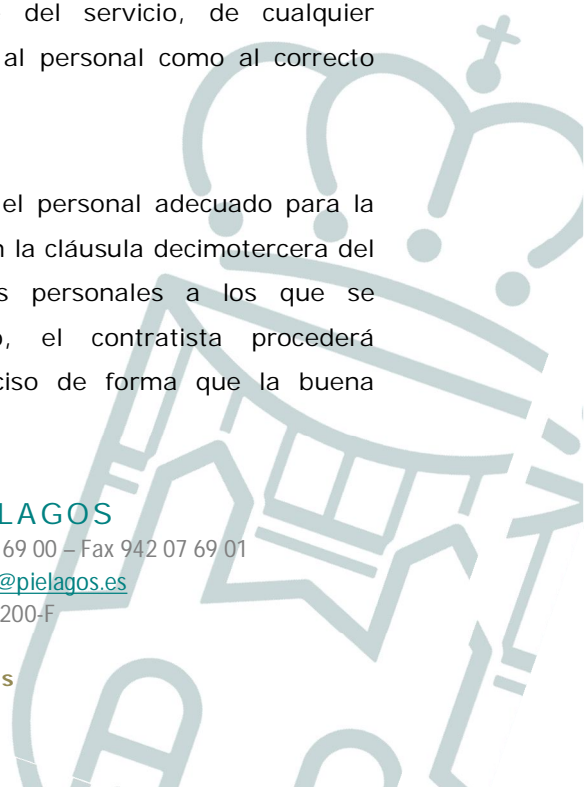 del servicio, de cualquier
al personal como al correcto
el personal adecuado para la
la cláusula decimotercera del
personales a los que se
el contratista procederá
de forma que la buena
LAGOS
69 00 – Fax 942 07 69 01
@pielagos.es
200-F
s